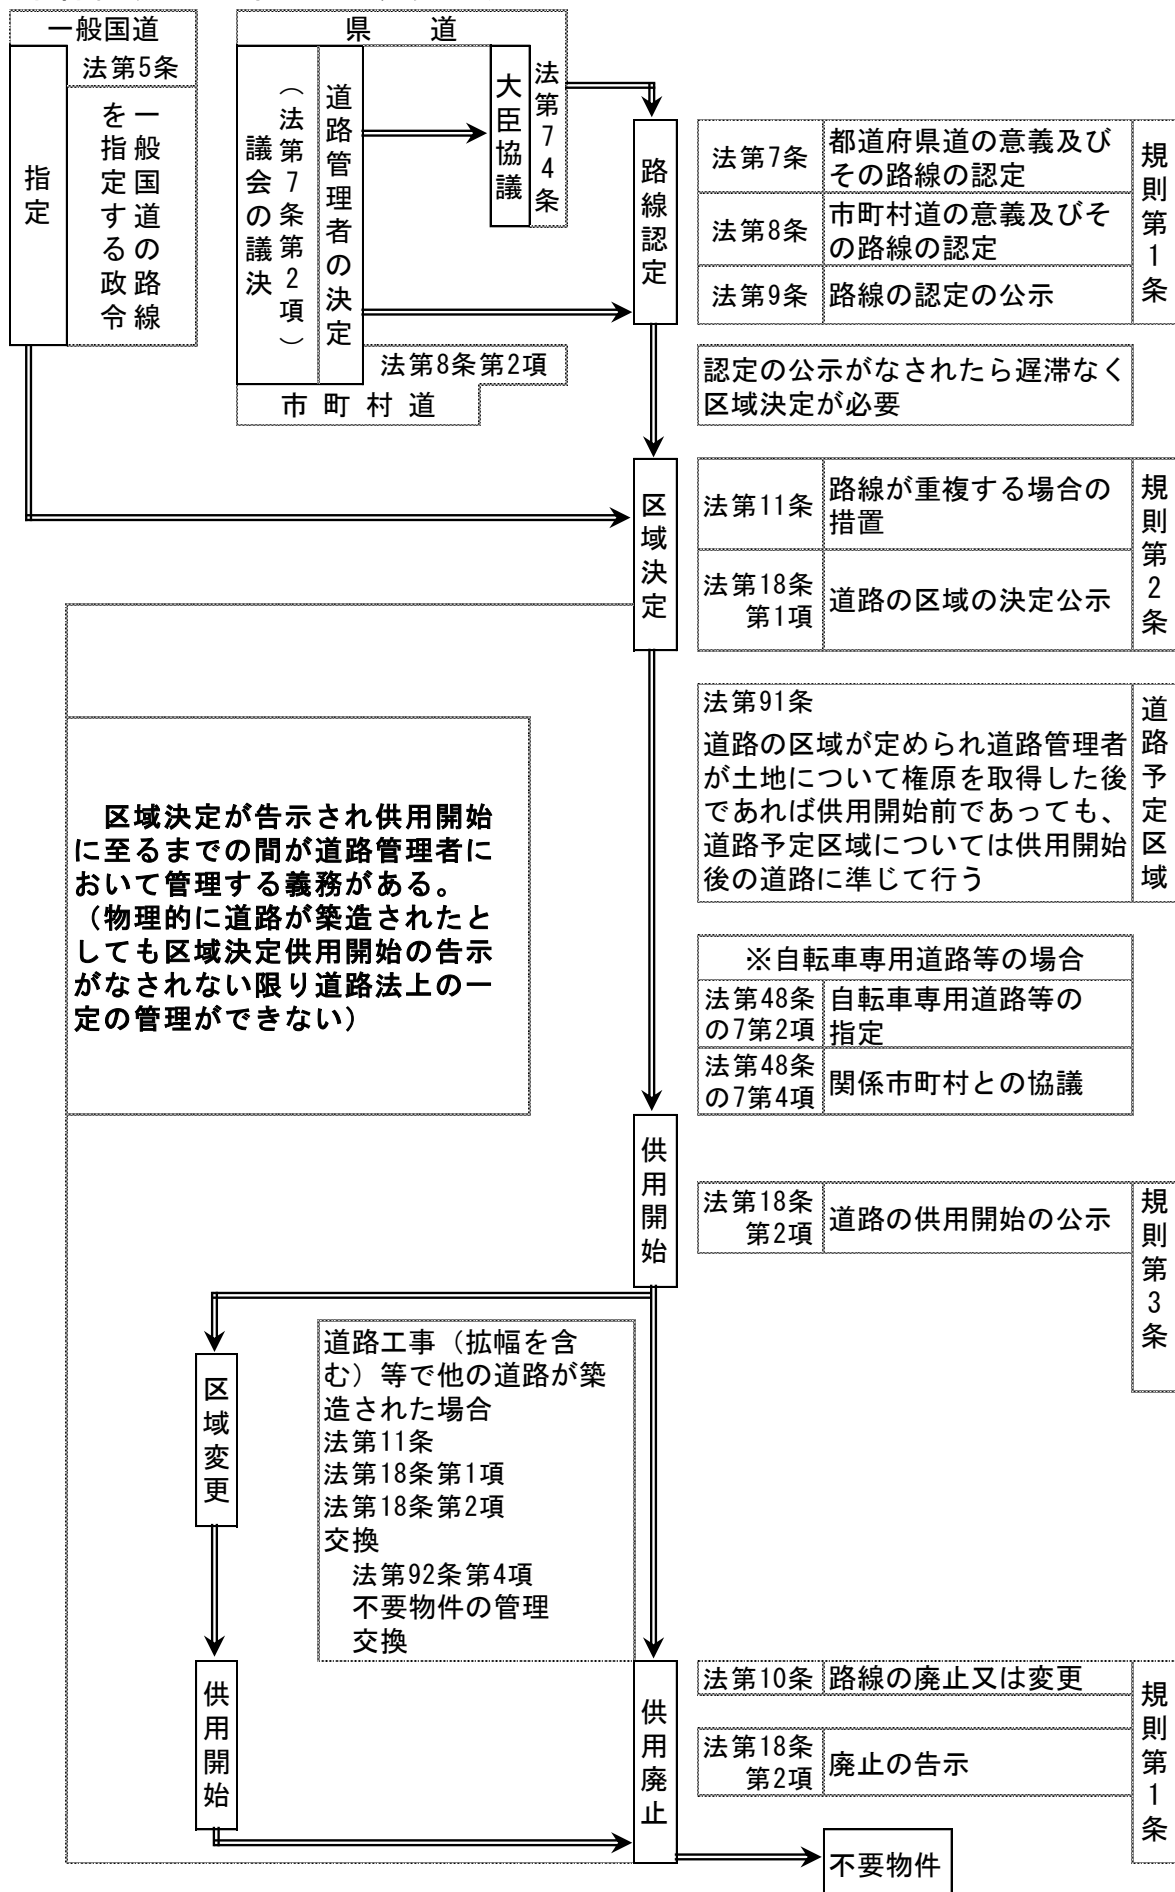 一般国道
法第5条
指定
一般国道の路線
を指定する政令
県　　道
法第74条
大臣協議
道路管理者の決定
（法第7条第2項）
議会の議決
法第8条第2項
市町村道
路線認定
法第7条
都道府県道の意義及び
その路線の認定
法第8条
市町村道の意義及びそ
の路線の認定
法第9条
路線の認定の公示
規則第1条
認定の公示がなされたら遅滞なく
区域決定が必要
区域決定
法第11条
路線が重複する場合の
措置
法第18条
第1項
道路の区域の決定公示
規則第2条
法第91条
道路の区域が定められ道路管理者
が土地について権原を取得した後
であれば供用開始前であっても、
道路予定区域については供用開始
後の道路に準じて行う
道路予定区域
区域決定が告示され供用開始
に至るまでの間が道路管理者に
おいて管理する義務がある。
（物理的に道路が築造されたと
しても区域決定供用開始の告示
がなされない限り道路法上の一
定の管理ができない）
※自転車専用道路等の場合
法第48条
の7第2項
自転車専用道路等の
指定
法第48条
の7第4項
関係市町村との協議
供用開始
法第18条
第2項
道路の供用開始の公示
規則第3条
区域変更
道路工事（拡幅を含
む）等で他の道路が築
造された場合
法第11条
法第18条第1項
法第18条第2項
交換
法第92条第4項
不要物件の管理
交換
供用開始
供用廃止
法第10条
路線の廃止又は変更
法第18条
第2項
廃止の告示
規則第1条
不要物件